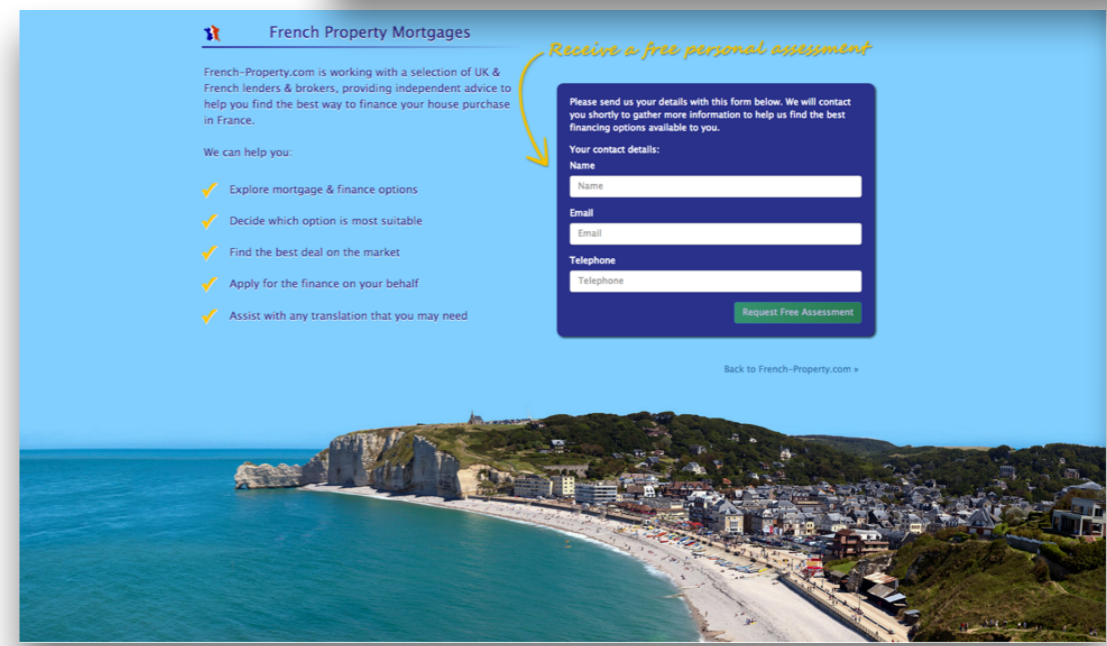 French Property Mortgages
French-Property.com is working with a selection of UK &
French lenders & brokers, providing independent advice to
help you find the best way to finance your house purchase
in France.
We can help you:
Explore mortgage & finance options
Decide which option is most suitable
Find the best deal on the market
Apply for the finance on your behalf
Assist with any translation that you may need
Receive a free personal assessment
Please send us your details with this form below. We will contact
you shortly to gather more information to help us find the best
financing options available to you.
Your contact details:
Name
Name
Email
Email
Telephone
Telephone
Request Free Assessment
Back to French-Property.com »